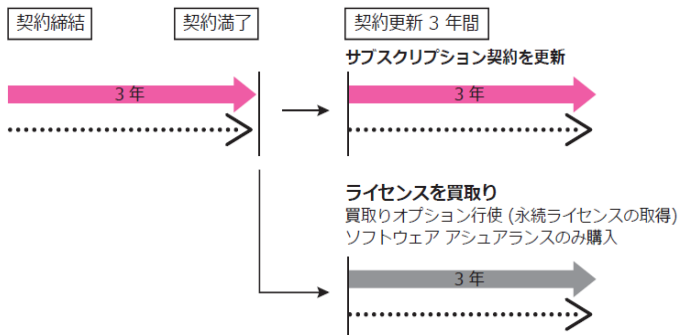 契約締結
契約満了
契約更新 3 年間
サブスクリプション契約を更新
3 年
3 年
ライセンスを買取り
買取りオプション行使 (永続ライセンスの取得)
ソフトウェア アシュアランスのみ購入
3 年